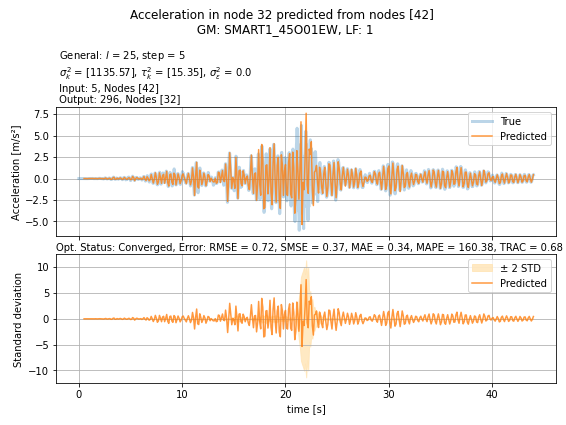 Acceleration in node 32 predicted from nodes [42]
GM: SMART1_45O01EW, LF: 1
General: l = 25, step = 5
σ²ₖ = [1135.57], τ²ₖ = [15.35], σ²ε = 0.0
Input: 5, Nodes [42]
Output: 296, Nodes [32]
Acceleration [m/s²]
7.5
5.0
2.5
0.0
−2.5
−5.0
True
Predicted
Opt. Status: Converged, Error: RMSE = 0.72, SMSE = 0.37, MAE = 0.34, MAPE = 160.38, TRAC = 0.68
Standard deviation
10
5
0
−5
−10
± 2 STD
Predicted
0 10 20 30 40
time [s]